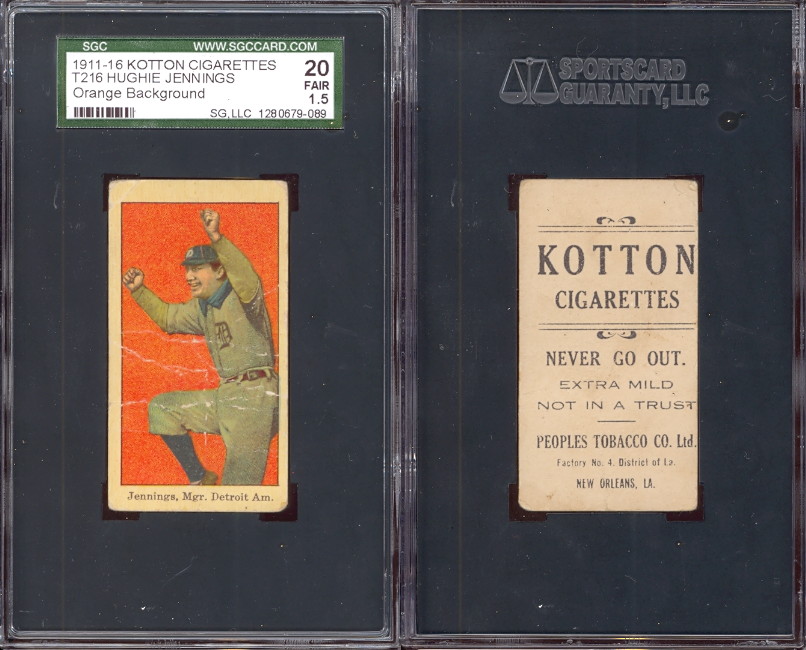 SGC WWW.SGCCARD.COM
1911-16 KOTTON CIGARETTES 20
T216 HUGHIE JENNINGS FAIR
Orange Background 1.5
SG,LLC 1280679-089
D
Jennings, Mgr. Detroit Am.
SPORTSCARD
GUARANTY, LLC
KOTTON
CIGARETTES
NEVER GO OUT.
EXTRA MILD
NOT IN A TRUST
PEOPLES TOBACCO CO. Ltd.
Factory No. 4. District of La.
NEW ORLEANS, LA.